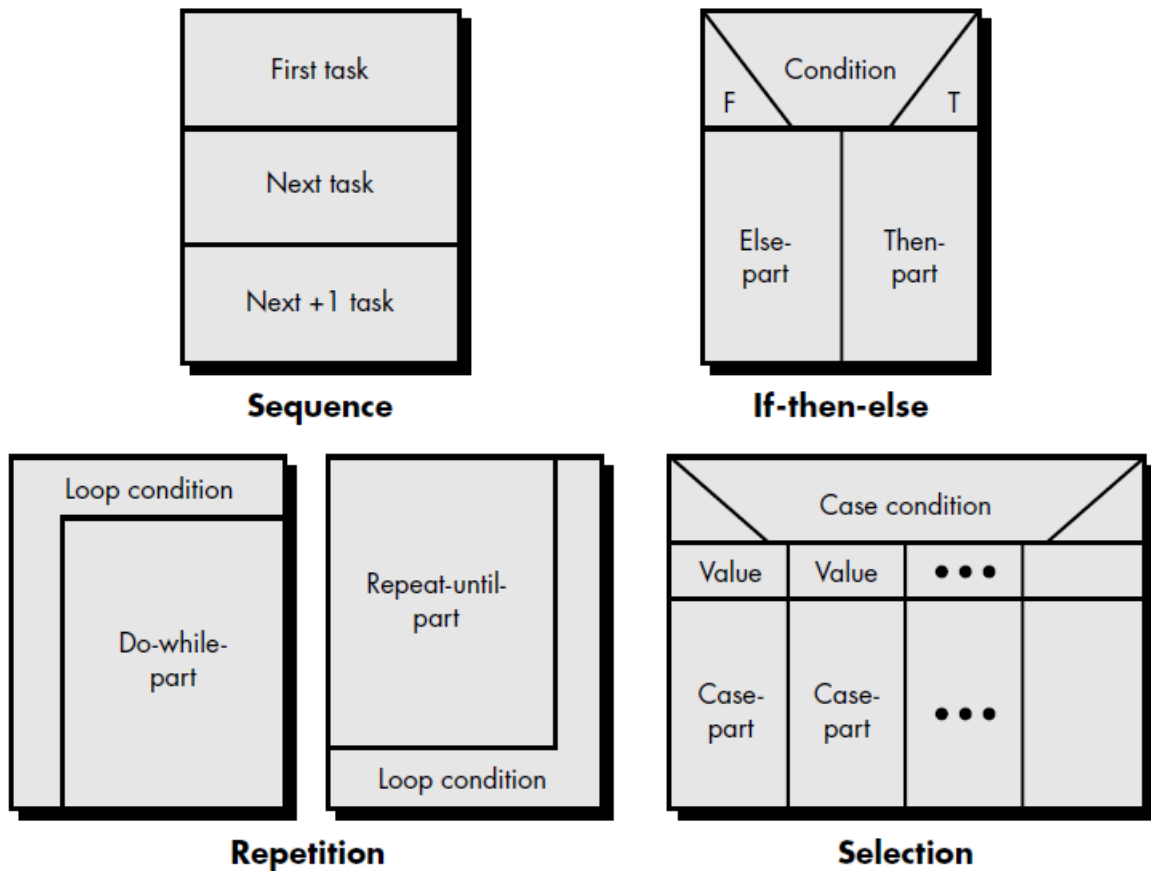 First task
Next task
Next +1 task
Sequence
Condition
F
T
Else-
part
Then-
part
If-then-else
Loop condition
Do-while-
part
Repeat-until-
part
Loop condition
Repetition
Case condition
Value
Value
Case-
part
Case-
part
Selection